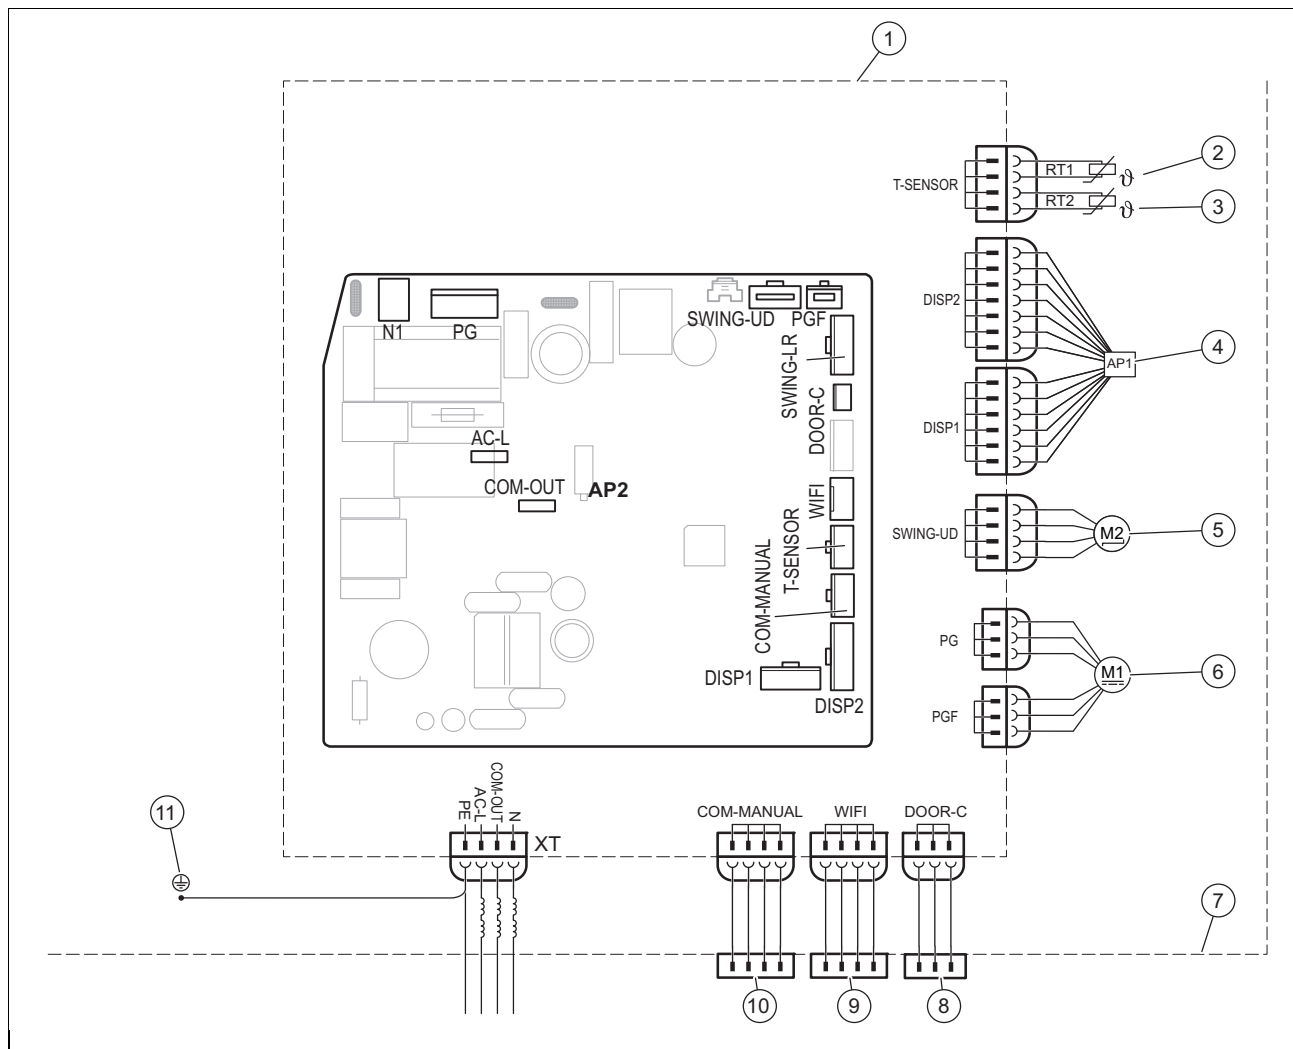 1
2
T-SENSOR
RT1
ϑ
RT2
ϑ
3
DISP2
AP1
4
DISP1
SWING-UD
M2
5
PG
M1
6
PGF
N1
PG
SWING-UD
PGF
SWING-LR
DOOR-C
AC-L
COM-OUT
AP2
WIFI
T-SENSOR
COM-MANUAL
DISP1
DISP2
PE
AC-L
COM-OUT
N
XT
COM-MANUAL
WIFI
DOOR-C
11
7
10
9
8